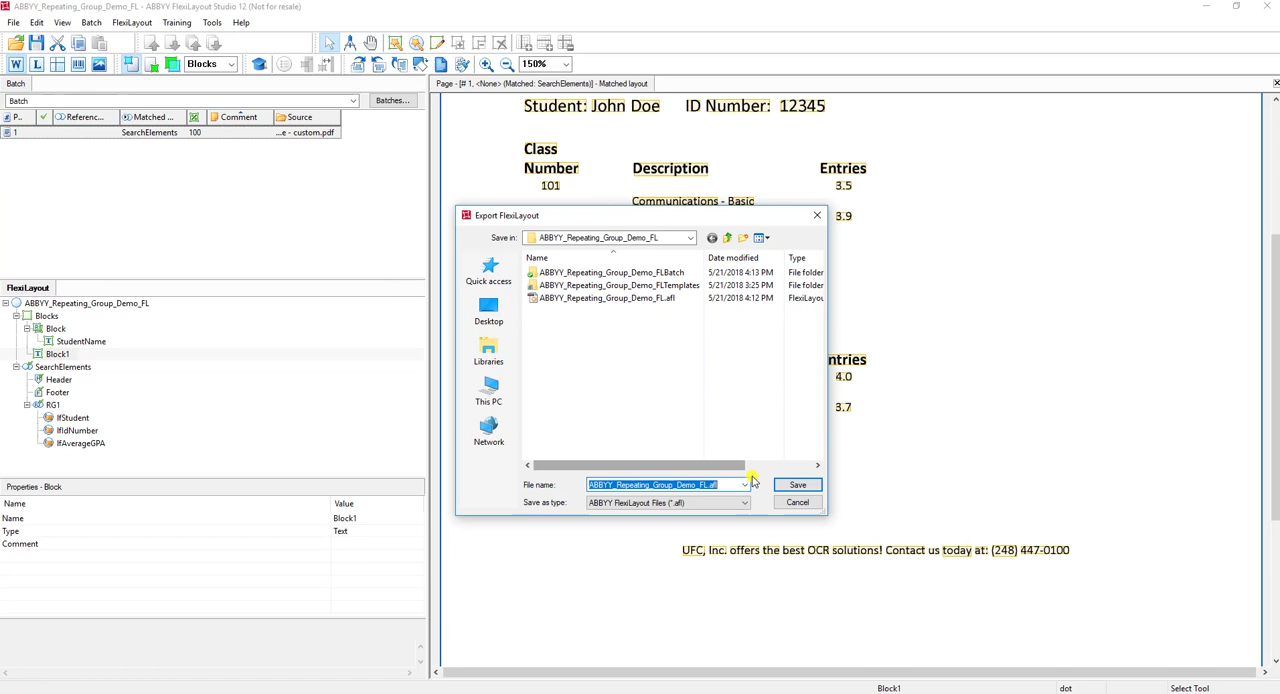 ABBYY_Repeating_Group_Demo_FL - ABBYY FlexiLayout Studio 12 (Not for resale)
File Edit View Batch FlexiLayout Training Tools Help
W L Blocks 150%
Batch
Batch Batches...
P.. Referenc... Matched ... Comment Source
1 SearchElements 100 ...e - custom.pdf
FlexiLayout
ABBYY_Repeating_Group_Demo_FL
Blocks
Block
StudentName
Block1
SearchElements
Header
Footer
RG1
IfStudent
IfIdNumber
IfAverageGPA
Properties - Block
Name Value
Name Block1
Type Text
Comment
Page - [# 1, <None> (Matched: SearchElements)] - Matched layout
Student: John Doe ID Number: 12345
Class
Number Description Entries
101 3.5
Communications - Basic
3.9
Export FlexiLayout
Save in: ABBYY_Repeating_Group_Demo_FL
Name Date modified Type
ABBYY_Repeating_Group_Demo_FLBatch 5/21/2018 4:13 PM File folder
ABBYY_Repeating_Group_Demo_FLTemplates 5/21/2018 3:25 PM File folder
ABBYY_Repeating_Group_Demo_FL.afl 5/21/2018 4:12 PM FlexiLayou
Quick access
Desktop
Libraries
This PC
Network
File name: ABBYY_Repeating_Group_Demo_FL.afl Save
Save as type: ABBYY FlexiLayout Files (*.afl) Cancel
ntries
4.0
3.7
UFC, Inc. offers the best OCR solutions! Contact us today at: (248) 447-0100
Block1 dot Select Tool